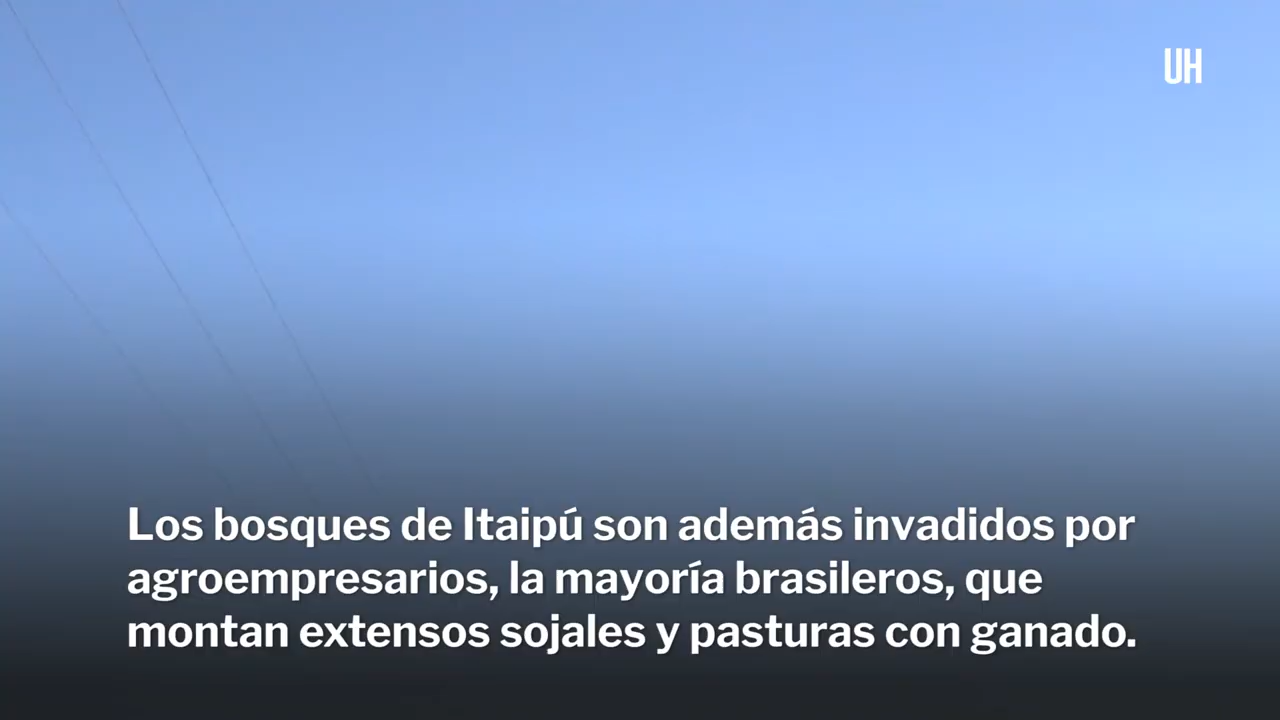 UH
Los bosques de Itaipú son además invadidos por
agroempresarios, la mayoría brasileros, que
montan extensos sojales y pasturas con ganado.